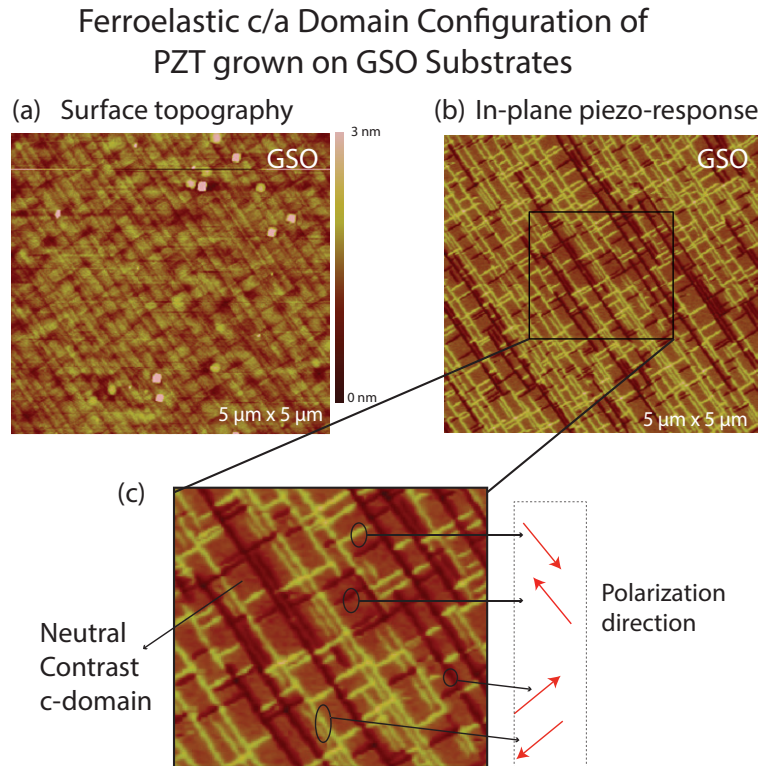 Ferroelastic c/a Domain Configuration of
PZT grown on GSO Substrates
(a) Surface topography
(b) In-plane piezo-response
GSO
3 nm
0 nm
5 μm x 5 μm
GSO
5 μm x 5 μm
(c)
Neutral
Contrast
c-domain
Polarization
direction